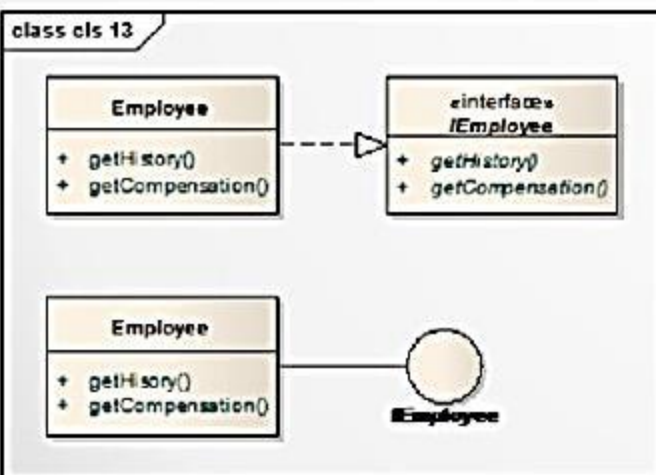 class cls 13
Employee
+ getHistory()
+ getCompensation()
«interface»
IEmployee
+ getHistory()
+ getCompensation()
Employee
+ getHisory()
+ getCompensation()
IEmployee